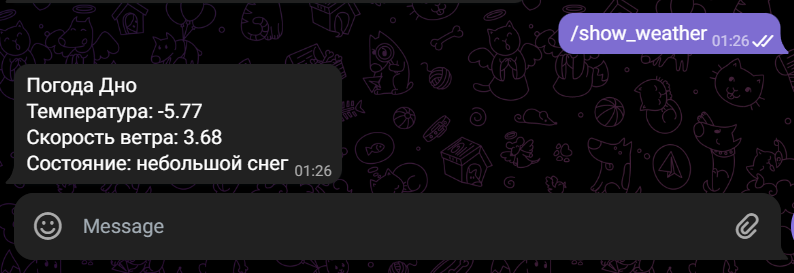 /show_weather 01:26
Погода Дно
Температура: -5.77
Скорость ветра: 3.68
Состояние: небольшой снег 01:26
Message